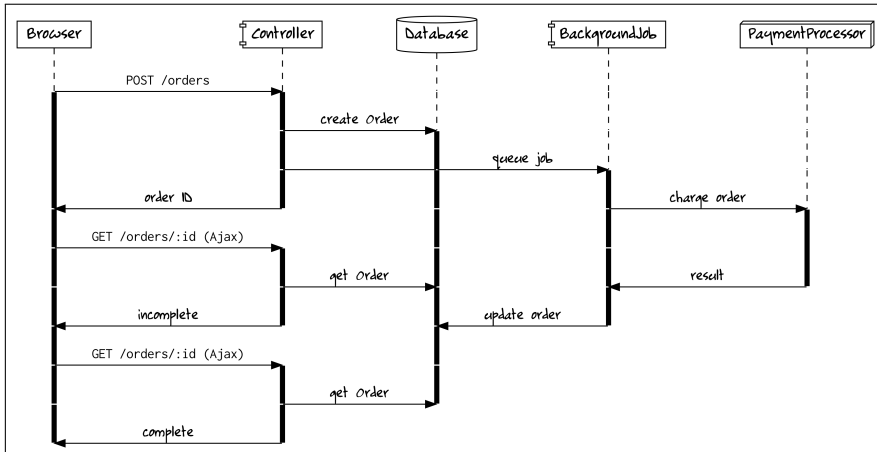 Browser
Controller
Database
BackgroundJob
PaymentProcessor
POST /orders
create Order
queue job
order ID
charge order
GET /orders/:id (Ajax)
get Order
result
incomplete
update order
GET /orders/:id (Ajax)
get Order
complete